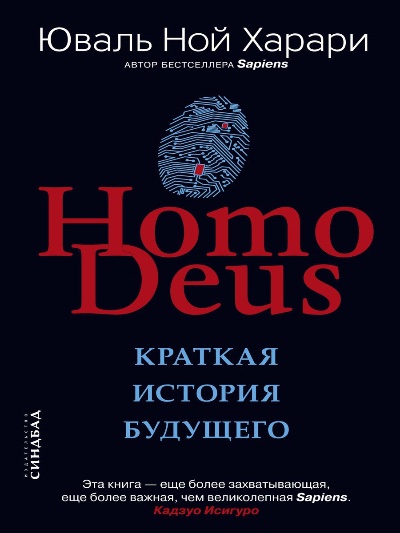 Юваль Ной Харари
АВТОР БЕСТСЕЛЛЕРА Sapiens
Homo
Deus
КРАТКАЯ
ИСТОРИЯ
БУДУЩЕГО
ИЗДАТЕЛЬСТВО
СИНДБАД
Эта книга — еще более захватывающая,
еще более важная, чем великолепная Sapiens.
Кадзуо Исигуро